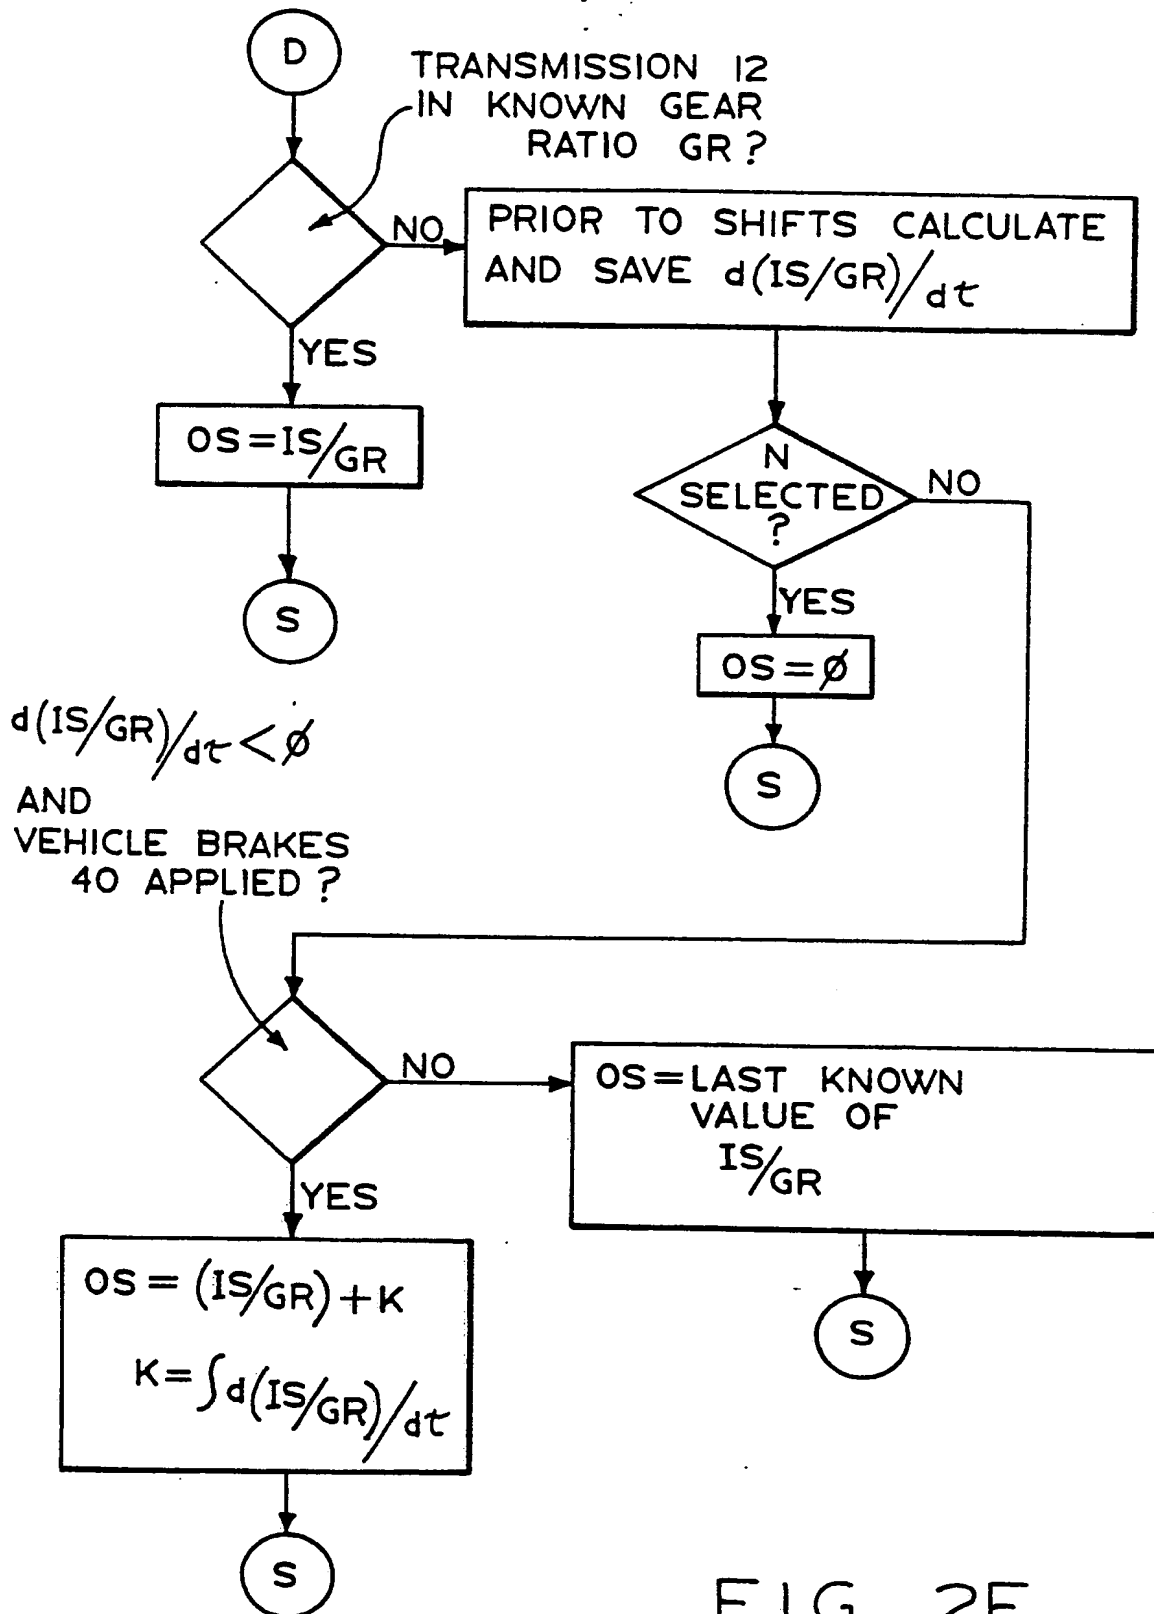 D
TRANSMISSION 12
IN KNOWN GEAR
RATIO GR?
NO
PRIOR TO SHIFTS CALCULATE
AND SAVE d(IS/GR)/dt
YES
OS=IS/GR
S
N
SELECTED
?
NO
YES
OS=Ø
S
d(IS/GR)/dt<Ø
AND
VEHICLE BRAKES
40 APPLIED?
NO
OS=LAST KNOWN
VALUE OF
IS/GR
S
YES
OS=(IS/GR)+K
K=∫d(IS/GR)/dt
S